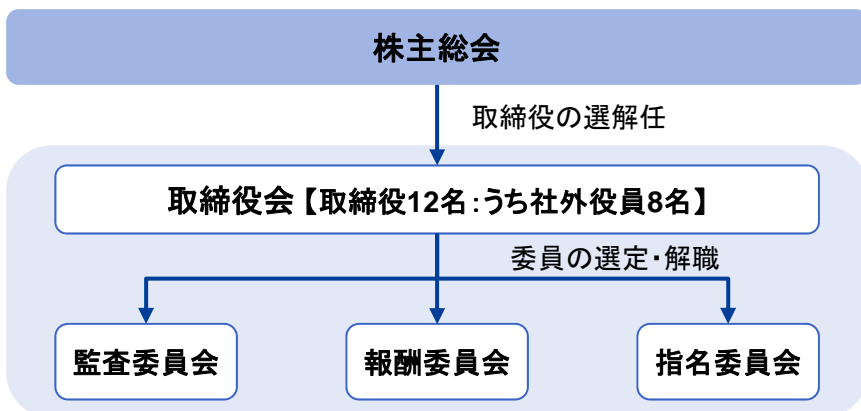 株主総会
取締役の選解任
取締役会【取締役12名：うち社外役員8名】
委員の選定・解職
監査委員会
報酬委員会
指名委員会